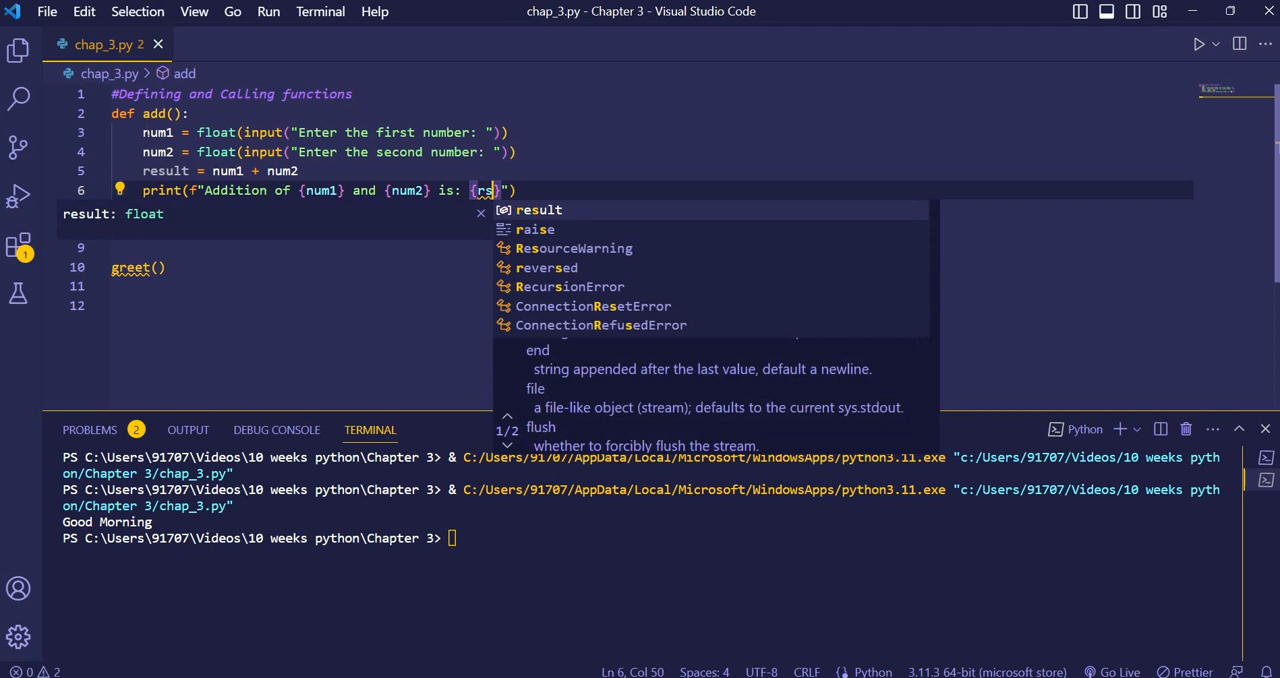 File Edit Selection View Go Run Terminal Help chap_3.py - Chapter 3 - Visual Studio Code
chap_3.py 2
chap_3.py > add
1 #Defining and Calling functions
2 def add():
3 num1 = float(input("Enter the first number: "))
4 num2 = float(input("Enter the second number: "))
5 result = num1 + num2
6 print(f"Addition of {num1} and {num2} is: {rs}")
result: float
result
raise
ResourceWarning
reversed
RecursionError
ConnectionResetError
ConnectionRefusedError
9
10 greet()
11
12
end
string appended after the last value, default a newline.
file
a file-like object (stream); defaults to the current sys.stdout.
flush
1/2
whether to forcibly flush the stream.
1
PROBLEMS 2 OUTPUT DEBUG CONSOLE TERMINAL Python
PS C:\Users\91707\Videos\10 weeks python\Chapter 3> & C:/Users/91707/AppData/Local/Microsoft/WindowsApps/python3.11.exe "c:/Users/91707/Videos/10 weeks pyth
on/Chapter 3/chap_3.py"
PS C:\Users\91707\Videos\10 weeks python\Chapter 3> & C:/Users/91707/AppData/Local/Microsoft/WindowsApps/python3.11.exe "c:/Users/91707/Videos/10 weeks pyth
on/Chapter 3/chap_3.py"
Good Morning
PS C:\Users\91707\Videos\10 weeks python\Chapter 3>
0 2 Ln 6, Col 50 Spaces: 4 UTF-8 CRLF Python 3.11.3 64-bit (microsoft store) Go Live Prettier